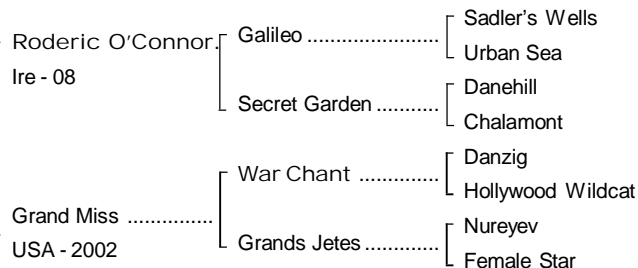 Sadler's Wells
Roderic O'Connor. Galileo ........................
Urban Sea
Ire - 08
Danehill
Secret Garden ...........
Chalamont
Danzig
War Chant ..............
Hollywood Wildcat
Grand Miss ...............
Nureyev
USA - 2002 Grands Jetes .............
Female Star